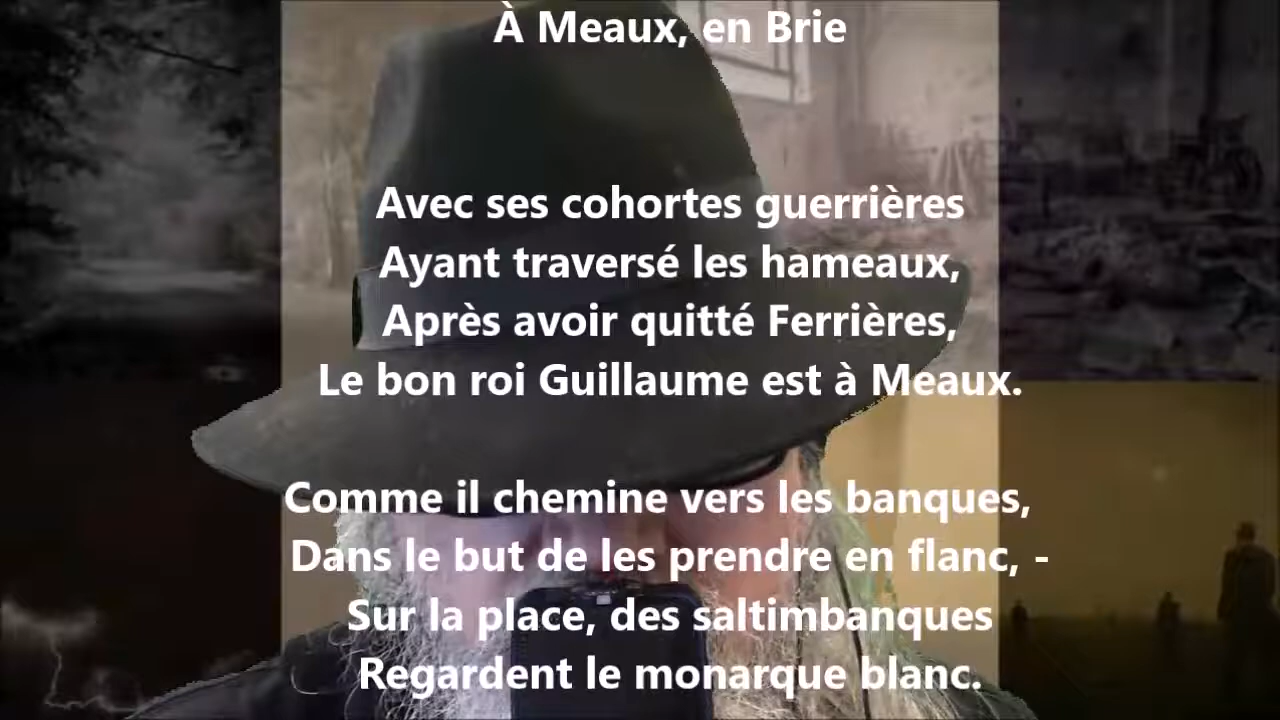 À Meaux, en Brie
Avec ses cohortes guerrières
Ayant traversé les hameaux,
Après avoir quitté Ferrières,
Le bon roi Guillaume est à Meaux.
Comme il chemine vers les banques,
Dans le but de les prendre en flanc, -
Sur la place, des saltimbanques
Regardent le monarque blanc.